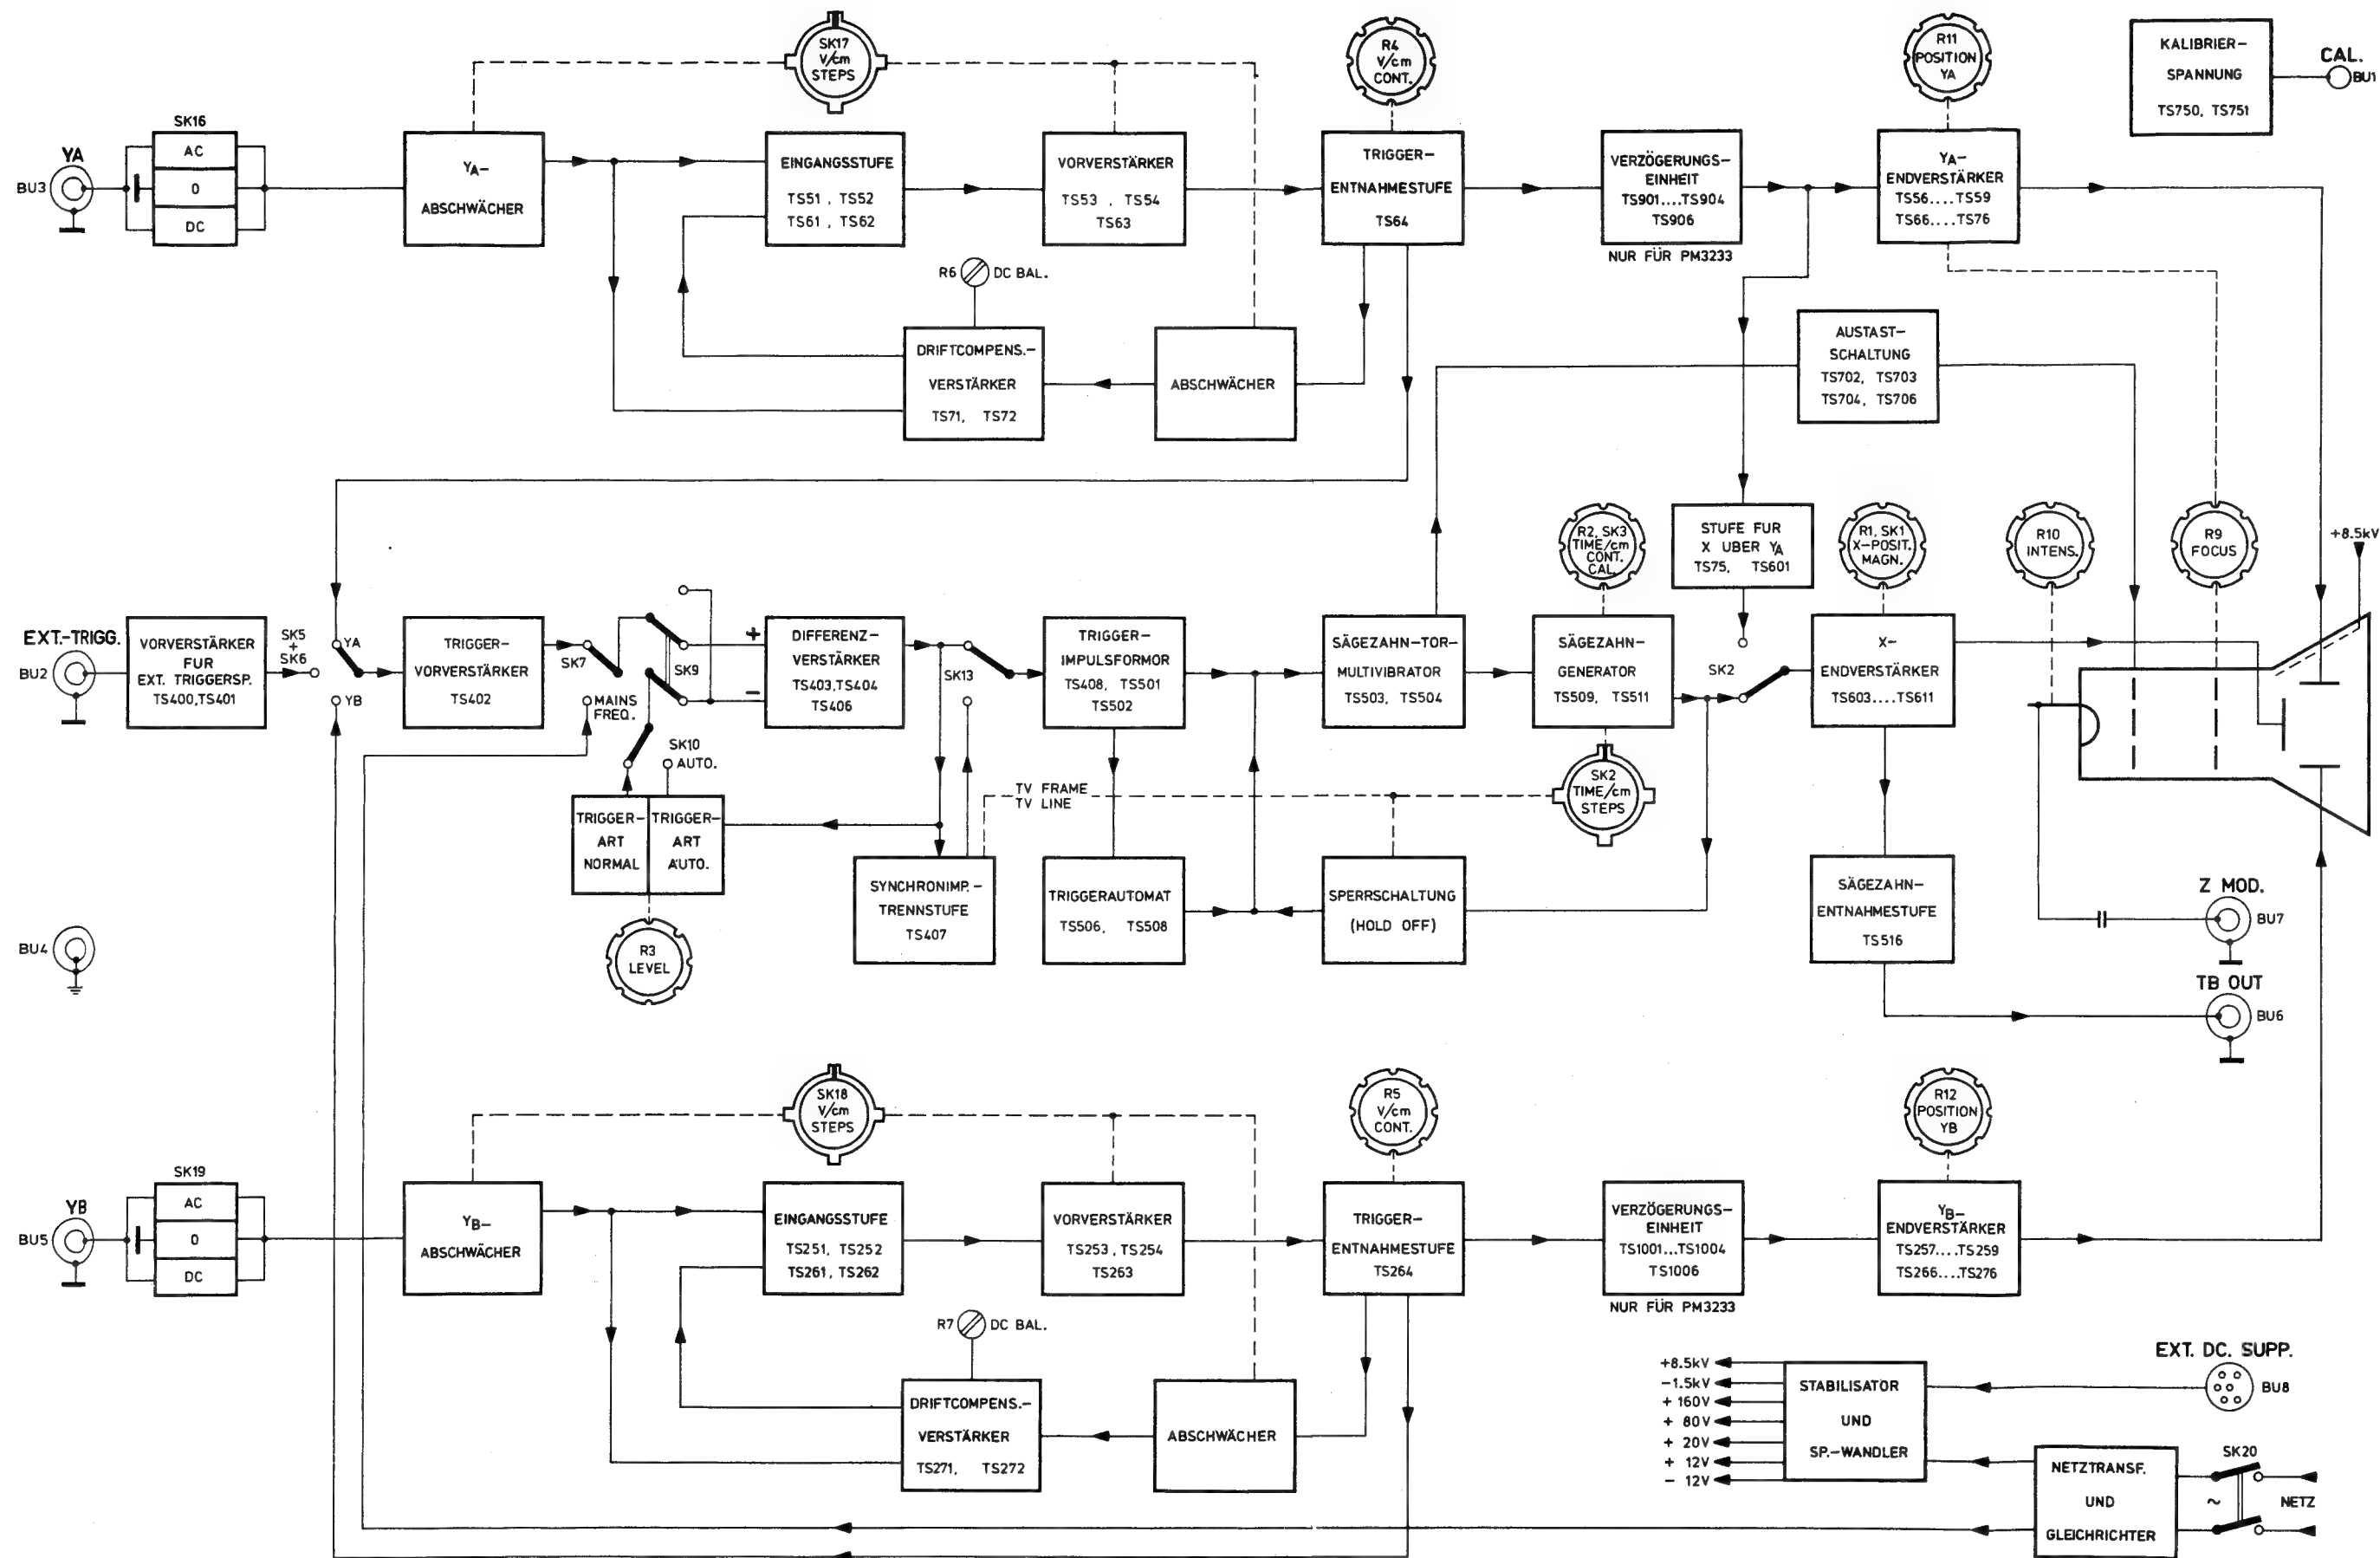 SK17
V/cm
STEPS
R4
V/cm
CONT.
R11
POSITION
YA
KALIBRIER-
SPANNUNG
TS750, TS751
CAL.
BU1
YA
BU3
SK16
AC
0
DC
YA-
ABSCHWÄCHER
EINGANGSSTUFE
TS51, TS52
TS61, TS62
VORVERSTÄRKER
TS53, TS54
TS63
TRIGGER-
ENTNAHMESTUFE
TS64
VERZÖGERUNGS-
EINHEIT
TS901....TS904
TS906
NUR FÜR PM3233
YA-
ENDVERSTÄRKER
TS56....TS59
TS66....TS76
R6
DC BAL.
DRIFTCOMPENS.-
VERSTÄRKER
TS71, TS72
ABSCHWÄCHER
AUSTAST-
SCHALTUNG
TS702, TS703
TS704, TS706
R2, SK3
TIME/cm
CONT.
CAL.
STUFE FUR
X UBER YA
TS75, TS601
R1, SK1
X-POSIT.
MAGN.
R10
INTENS.
R9
FOCUS
+8.5kV
EXT.-TRIGG.
BU2
VORVERSTÄRKER
FUR
EXT. TRIGGERSP.
TS400,TS401
SK5
+
SK6
YA
YB
TRIGGER-
VORVERSTÄRKER
TS402
SK7
MAINS
FREQ.
SK9
+
-
SK10
AUTO.
DIFFERENZ-
VERSTÄRKER
TS403,TS404
TS406
SK13
TRIGGER-
IMPULSFORMOR
TS408, TS501
TS502
SÄGEZAHN-TOR-
MULTIVIBRATOR
TS503, TS504
SÄGEZAHN-
GENERATOR
TS509, TS511
SK2
X-
ENDVERSTÄRKER
TS603....TS611
TRIGGER-
ART
NORMAL
TRIGGER-
ART
AUTO.
R3
LEVEL
TV FRAME
TV LINE
SK2
TIME/cm
STEPS
SYNCHRONIMP.-
TRENNSTUFE
TS407
TRIGGERAUTOMAT
TS506, TS508
SPERRSCHALTUNG
(HOLD OFF)
SÄGEZAHN-
ENTNAHMESTUFE
TS516
Z MOD.
BU7
TB OUT
BU6
BU4
SK18
V/cm
STEPS
R5
V/cm
CONT.
R12
POSITION
YB
YB
BU5
SK19
AC
0
DC
YB-
ABSCHWÄCHER
EINGANGSSTUFE
TS251, TS252
TS261, TS262
VORVERSTÄRKER
TS253, TS254
TS263
TRIGGER-
ENTNAHMESTUFE
TS264
VERZÖGERUNGS-
EINHEIT
TS1001...TS1004
TS1006
NUR FÜR PM3233
YB-
ENDVERSTÄRKER
TS257....TS259
TS266....TS276
R7
DC BAL.
DRIFTCOMPENS.-
VERSTÄRKER
TS271, TS272
ABSCHWÄCHER
+8.5kV
-1.5kV
+ 160V
+ 80V
+ 20V
+ 12V
- 12V
STABILISATOR
UND
SP.-WANDLER
EXT. DC. SUPP.
BU8
NETZTRANSF.
UND
GLEICHRICHTER
SK20
~
NETZ